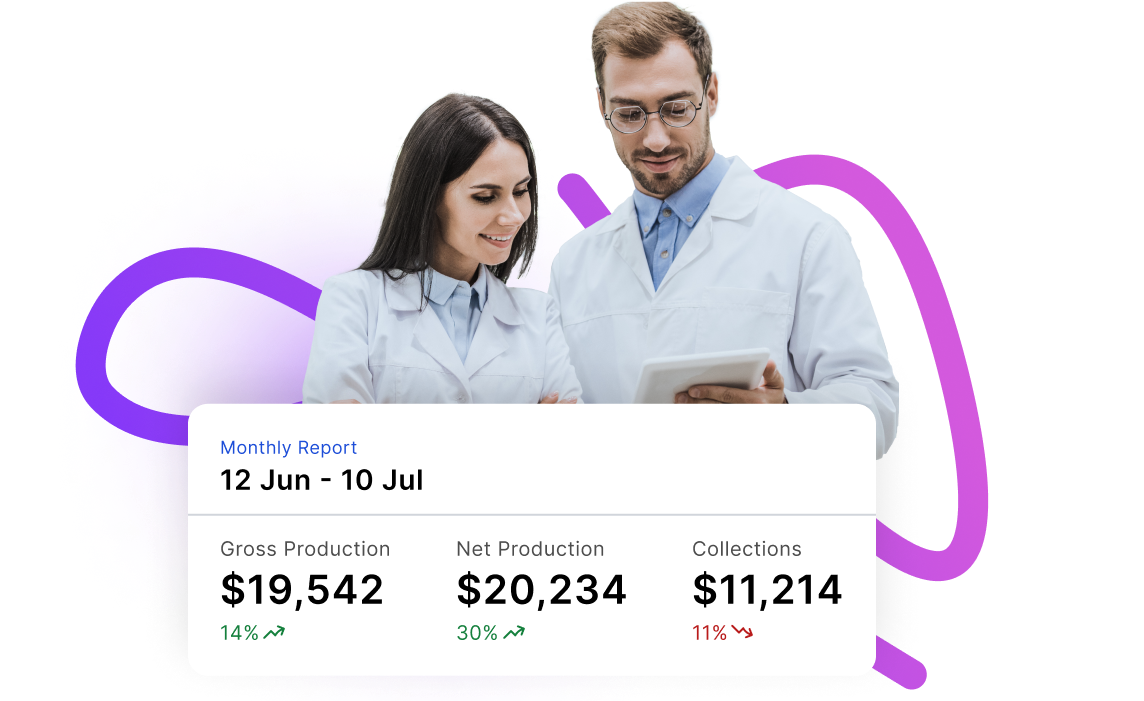 Monthly Report
12 Jun - 10 Jul
Gross Production
Net Production
Collections
$19,542
$20,234
$11,214
14%
30%
11%